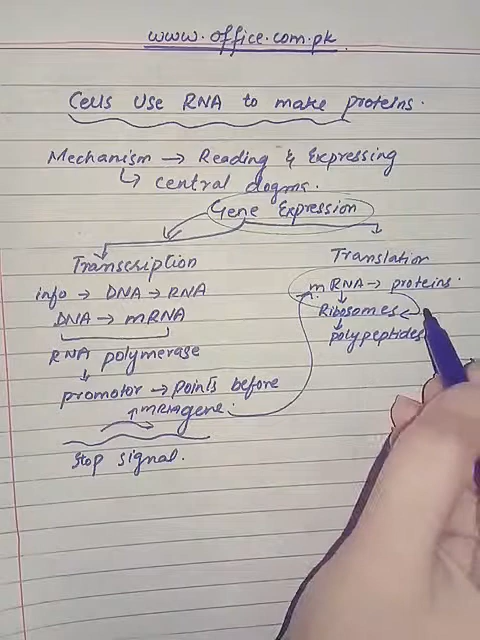 www.office.com.pk
Cells Use RNA to make proteins.
Mechanism → Reading & Expressing
↳ central dogma.
Gene Expression
Transcription
info → DNA → RNA
DNA → mRNA
RNA polymerase
↓
promotor → points before
↑ mRNA gene.
Stop signal.
Translation
mRNA → proteins.
↓
Ribosomes ←
↓
polypeptides